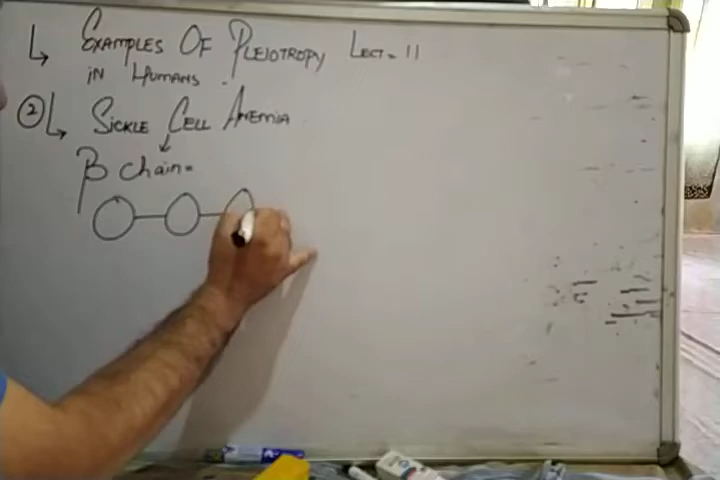 Examples Of Pleiotropy Lect- 11
in Humans.
② Sickle Cell Anemia
β Chain=